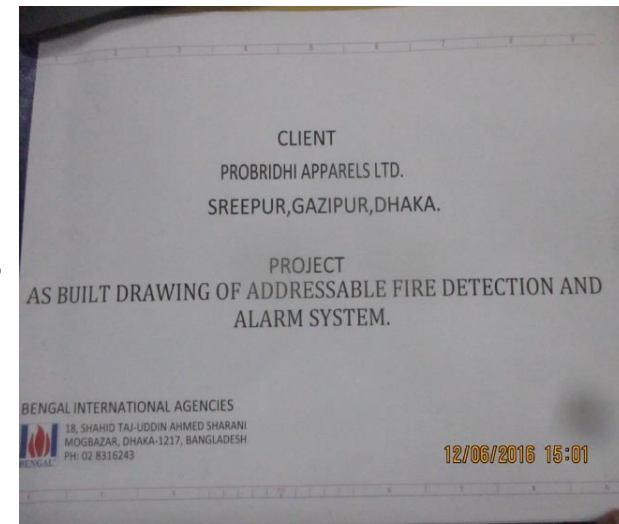 CLIENT
PROBRIDHI APPARELS LTD.
SREEPUR,GAZIPUR,DHAKA.
PROJECT
AS BUILT DRAWING OF ADDRESSABLE FIRE DETECTION AND
ALARM SYSTEM.
BENGAL INTERNATIONAL AGENCIES
18, SHAHID TAJ-UDDIN AHMED SHARANI
MOGBAZAR, DHAKA-1217, BANGLADESH
PH: 02 8316243
BENGAL
12/06/2016 15:01